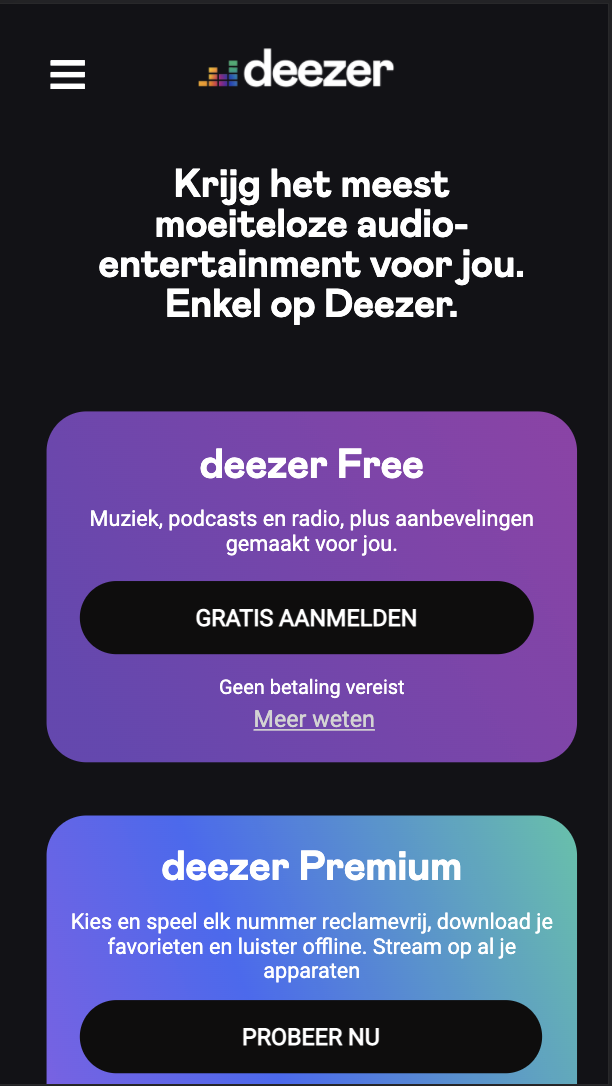 deezer
Krijg het meest
moeiteloze audio-
entertainment voor jou.
Enkel op Deezer.
deezer Free
Muziek, podcasts en radio, plus aanbevelingen
gemaakt voor jou.
GRATIS AANMELDEN
Geen betaling vereist
Meer weten
deezer Premium
Kies en speel elk nummer reclamevrij, download je
favorieten en luister offline. Stream op al je
apparaten
PROBEER NU